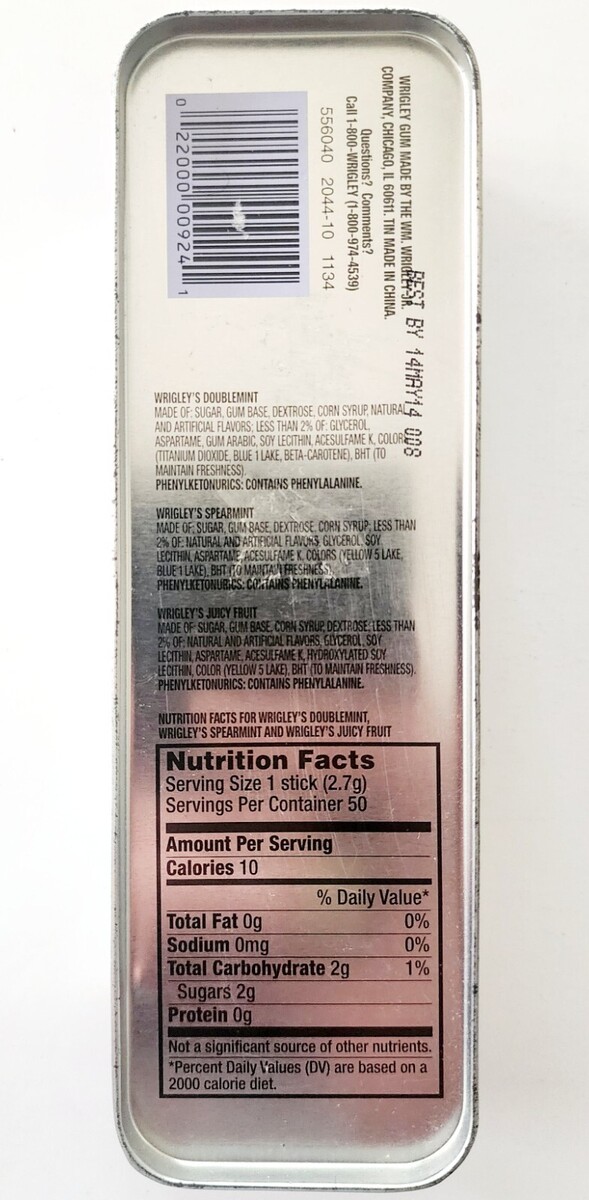 WRIGLEY GUM MADE BY THE WM. WRIGLEY JR.
COMPANY, CHICAGO, IL 60611. TIN MADE IN CHINA.
Questions? Comments?
Call 1-800-WRIGLEY (1-800-974-4539)
556040 2044-10 1134
0 22000 00924 1
BEST BY 14MAY14 008
WRIGLEY'S DOUBLEMINT
MADE OF: SUGAR, GUM BASE, DEXTROSE, CORN SYRUP, NATURAL
AND ARTIFICIAL FLAVORS; LESS THAN 2% OF: GLYCEROL,
ASPARTAME, GUM ARABIC, SOY LECITHIN, ACESULFAME K, COLORS
(TITANIUM DIOXIDE, BLUE 1 LAKE, BETA-CAROTENE), BHT (TO
MAINTAIN FRESHNESS).
PHENYLKETONURICS: CONTAINS PHENYLALANINE.
WRIGLEY'S SPEARMINT
MADE OF: SUGAR, GUM BASE, DEXTROSE, CORN SYRUP; LESS THAN
2% OF: NATURAL AND ARTIFICIAL FLAVORS, GLYCEROL, SOY
LECITHIN, ASPARTAME, ACESULFAME K, COLORS (YELLOW 5 LAKE,
BLUE 1 LAKE), BHT (TO MAINTAIN FRESHNESS).
PHENYLKETONURICS: CONTAINS PHENYLALANINE.
WRIGLEY'S JUICY FRUIT
MADE OF: SUGAR, GUM BASE, CORN SYRUP, DEXTROSE; LESS THAN
2% OF: NATURAL AND ARTIFICIAL FLAVORS, GLYCEROL, SOY
LECITHIN, ASPARTAME, ACESULFAME K, HYDROXYLATED SOY
LECITHIN, COLOR (YELLOW 5 LAKE), BHT (TO MAINTAIN FRESHNESS).
PHENYLKETONURICS: CONTAINS PHENYLALANINE.
NUTRITION FACTS FOR WRIGLEY'S DOUBLEMINT,
WRIGLEY'S SPEARMINT AND WRIGLEY'S JUICY FRUIT
Nutrition Facts
Serving Size 1 stick (2.7g)
Servings Per Container 50
Amount Per Serving
Calories 10
% Daily Value*
Total Fat 0g 0%
Sodium 0mg 0%
Total Carbohydrate 2g 1%
Sugars 2g
Protein 0g
Not a significant source of other nutrients.
*Percent Daily Values (DV) are based on a
2000 calorie diet.